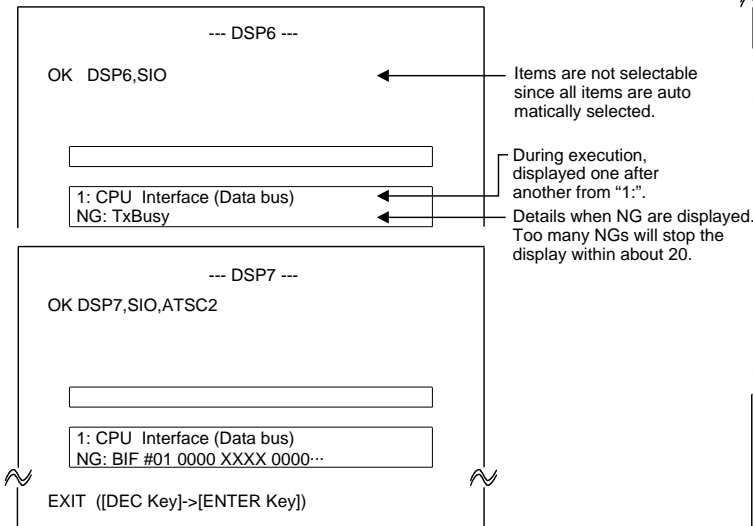 --- DSP6 ---
OK DSP6,SIO
Items are not selectable
since all items are auto
matically selected.
During execution,
displayed one after
another from “1:”.
1: CPU Interface (Data bus)
NG: TxBusy
Details when NG are displayed.
Too many NGs will stop the
display within about 20.
--- DSP7 ---
OK DSP7,SIO,ATSC2
1: CPU Interface (Data bus)
NG: BIF #01 0000 XXXX 0000···
EXIT ([DEC Key]->[ENTER Key])